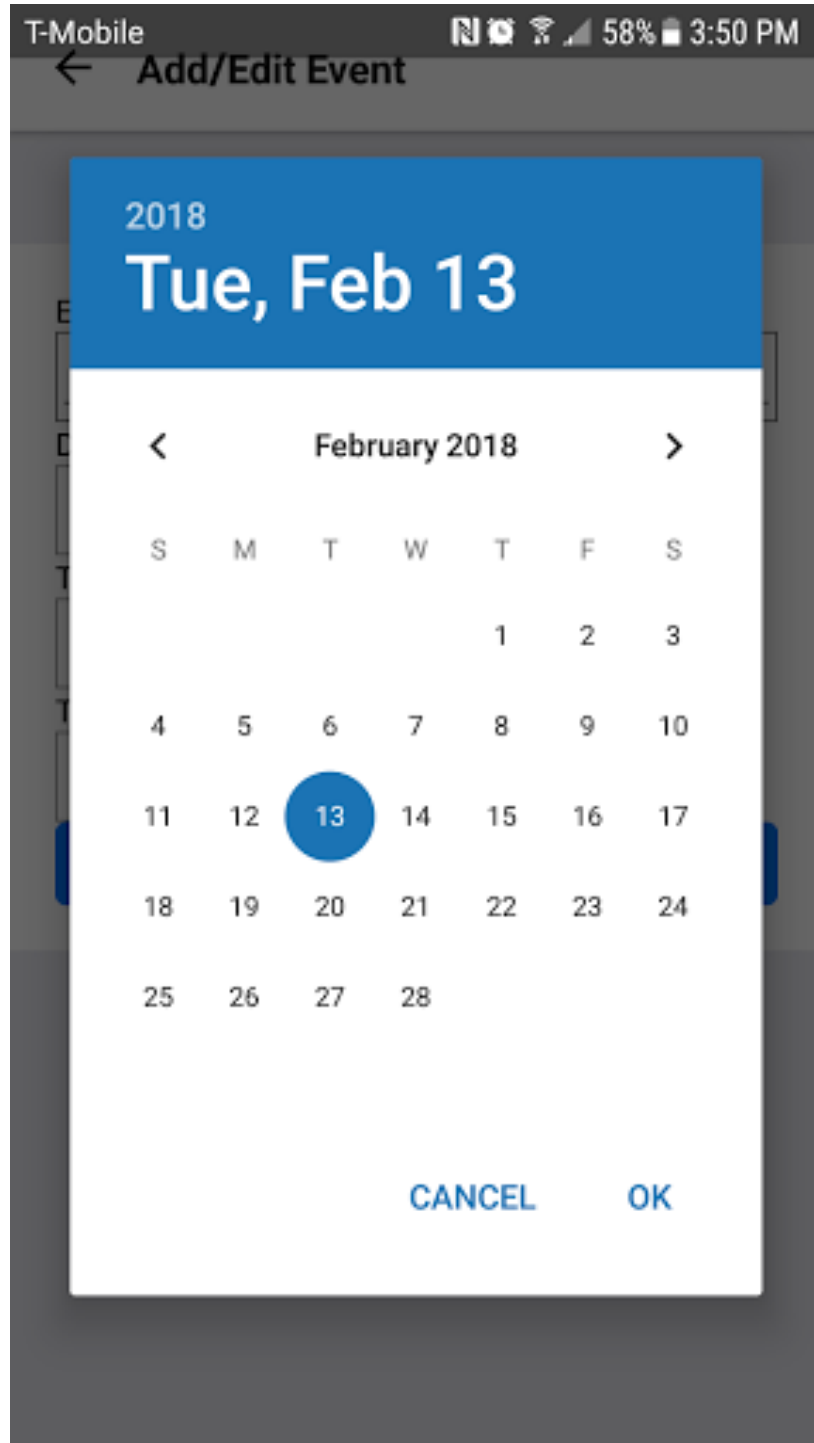 T-Mobile 58% 3:50 PM
Add/Edit Event
2018
Tue, Feb 13
February 2018
S M T W T F S
1 2 3
4 5 6 7 8 9 10
11 12 13 14 15 16 17
18 19 20 21 22 23 24
25 26 27 28
CANCEL OK